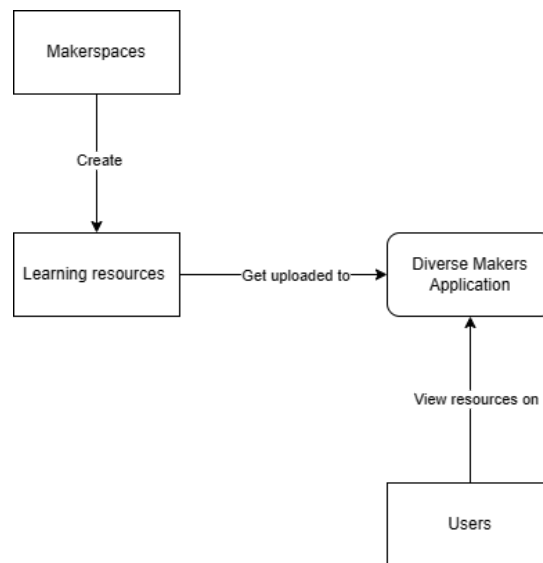 Makerspaces
Create
Learning resources
Get uploaded to
Diverse Makers
Application
View resources on
Users